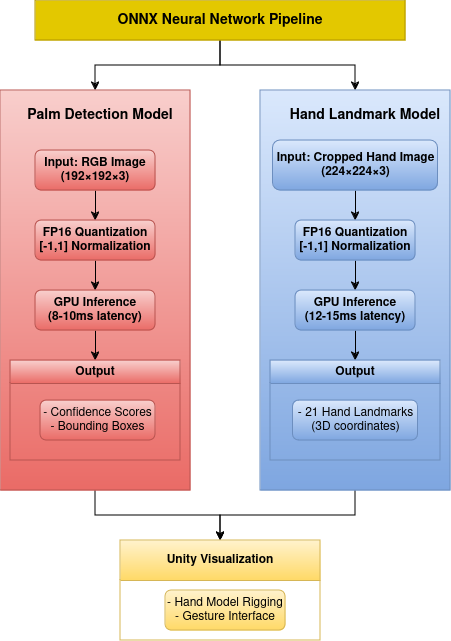 ONNX Neural Network Pipeline
Palm Detection Model
Input: RGB Image
(192×192×3)
FP16 Quantization
[-1,1] Normalization
GPU Inference
(8-10ms latency)
Output
- Confidence Scores
- Bounding Boxes
Hand Landmark Model
Input: Cropped Hand Image
(224×224×3)
FP16 Quantization
[-1,1] Normalization
GPU Inference
(12-15ms latency)
Output
- 21 Hand Landmarks
(3D coordinates)
Unity Visualization
- Hand Model Rigging
- Gesture Interface